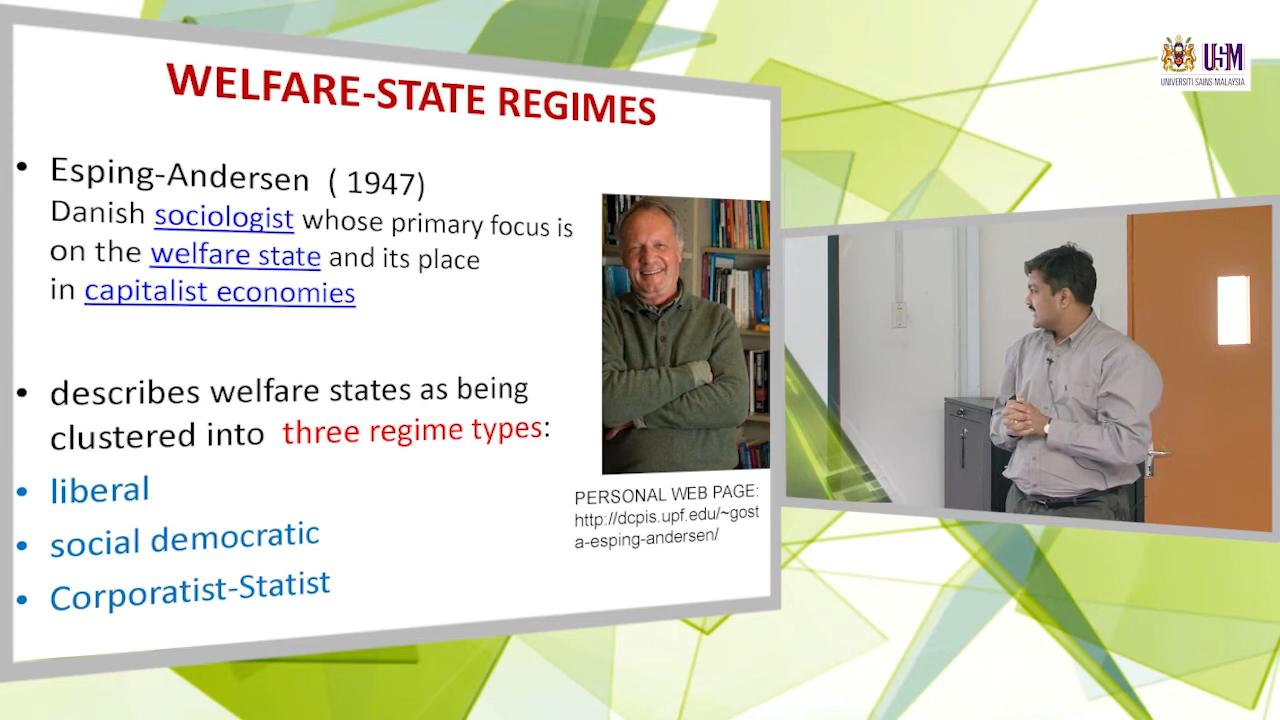 WELFARE-STATE REGIMES
• Esping-Andersen ( 1947)
Danish sociologist whose primary focus is
on the welfare state and its place
in capitalist economies
• describes welfare states as being
clustered into three regime types:
• liberal
• social democratic
• Corporatist-Statist
PERSONAL WEB PAGE:
http://dcpis.upf.edu/~gost
a-esping-andersen/
USM
UNIVERSITI SAINS MALAYSIA